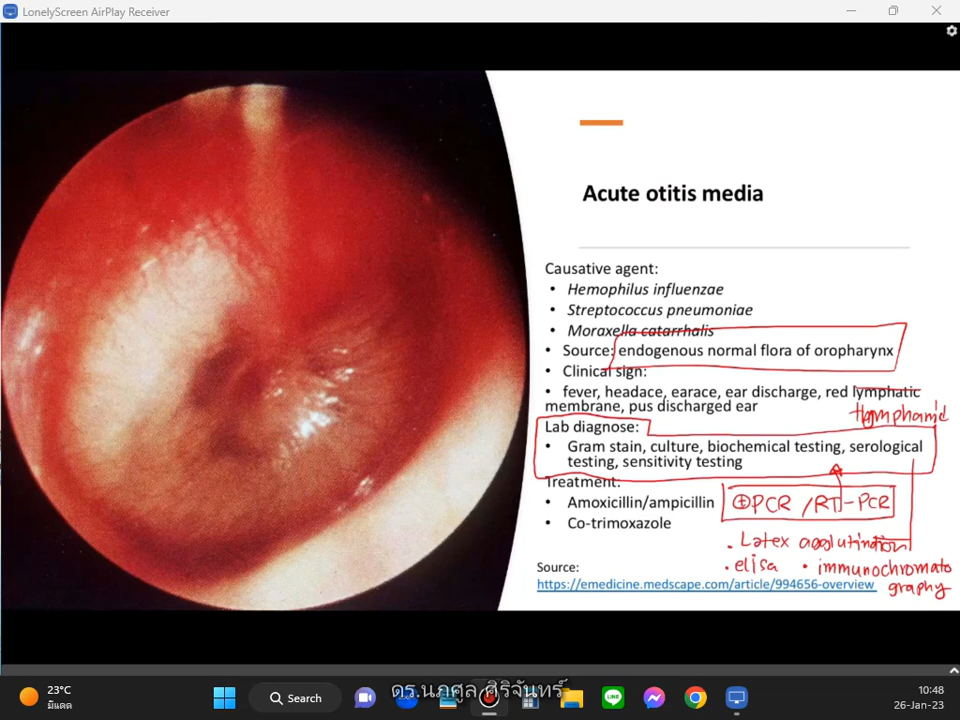 LonelyScreen AirPlay Receiver
Acute otitis media
Causative agent:
• Hemophilus influenzae
• Streptococcus pneumoniae
• Moraxella catarrhalis
• Source: endogenous normal flora of oropharynx
• Clinical sign:
• fever, headace, earace, ear discharge, red lymphatic
membrane, pus discharged ear
Lab diagnose:
• Gram stain, culture, biochemical testing, serological
testing, sensitivity testing
Treatment:
• Amoxicillin/ampicillin
⊕PCR /RT-PCR
• Co-trimoxazole
• Latex agglutination
• elisa • immunochromato
graphy
Source:
https://emedicine.medscape.com/article/994656-overview
23°C
มีแดด
Search
ดร.นภศูล ศิริจันทร์
10:48
26-Jan-23